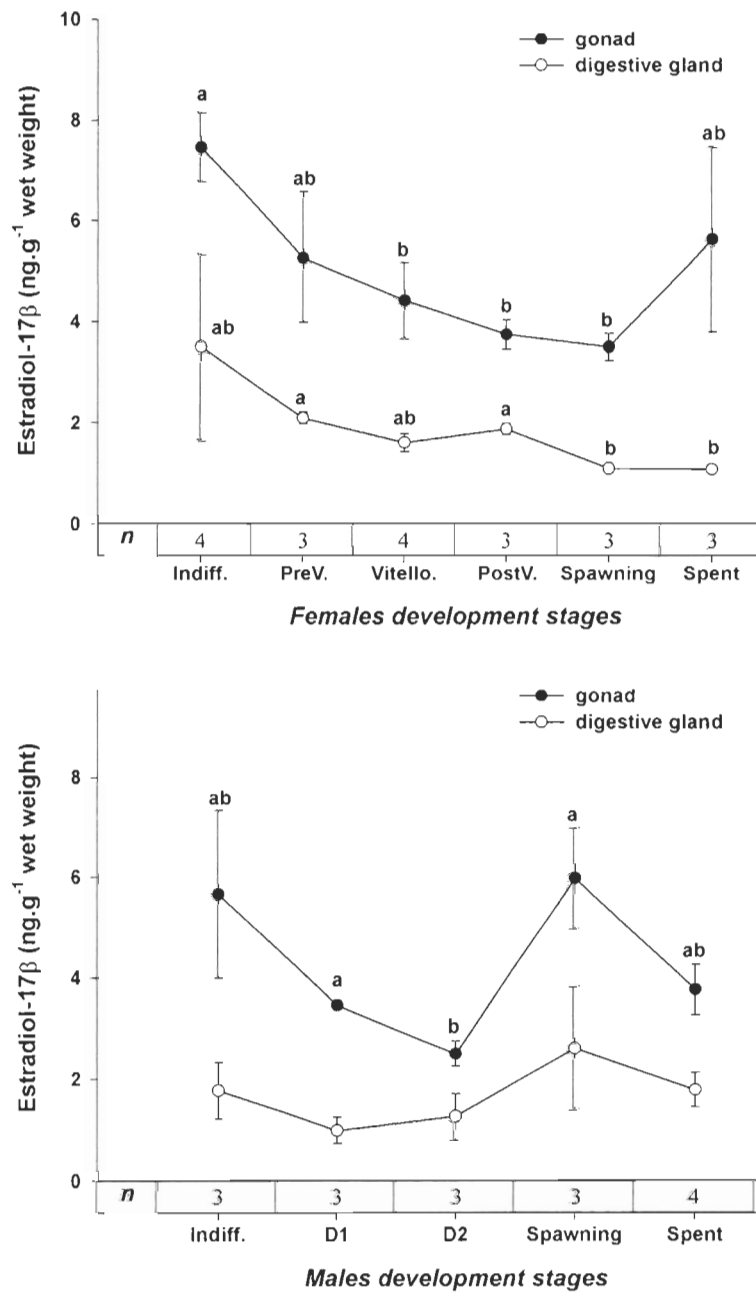 10
gonad
digestive gland
a
8
ab
ab
6
b
b
b
4
ab
a
ab
a
2
b
b
0
Estradiol-17β (ng.g⁻¹ wet weight)
n 4 3 4 3 3 3
Indiff. PreV. Vitello. PostV. Spawning Spent
Females development stages
gonad
digestive gland
8
ab
a
6
ab
a
4
b
2
0
Estradiol-17β (ng.g⁻¹ wet weight)
n 3 3 3 3 4
Indiff. D1 D2 Spawning Spent
Males development stages